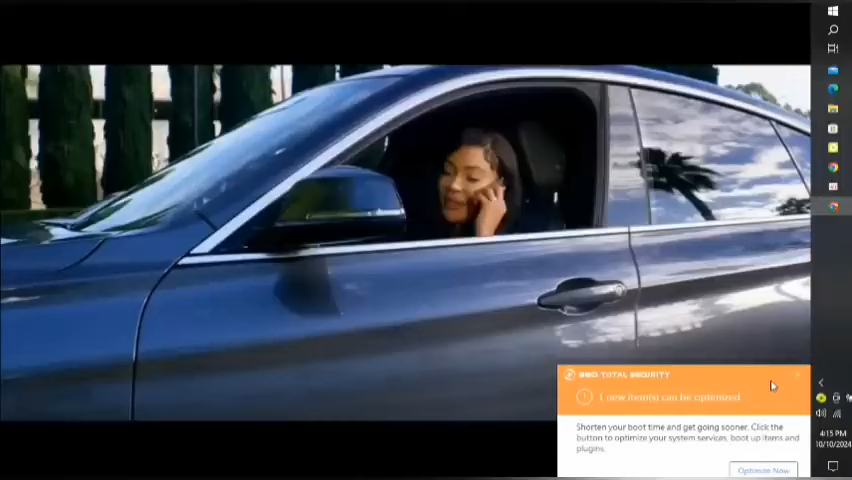 360 TOTAL SECURITY
1 new item(s) can be optimized
Shorten your boot time and get going sooner. Click the
button to optimize your system services, boot up items and
plugins.
Optimize Now
4:15 PM
10/10/2024